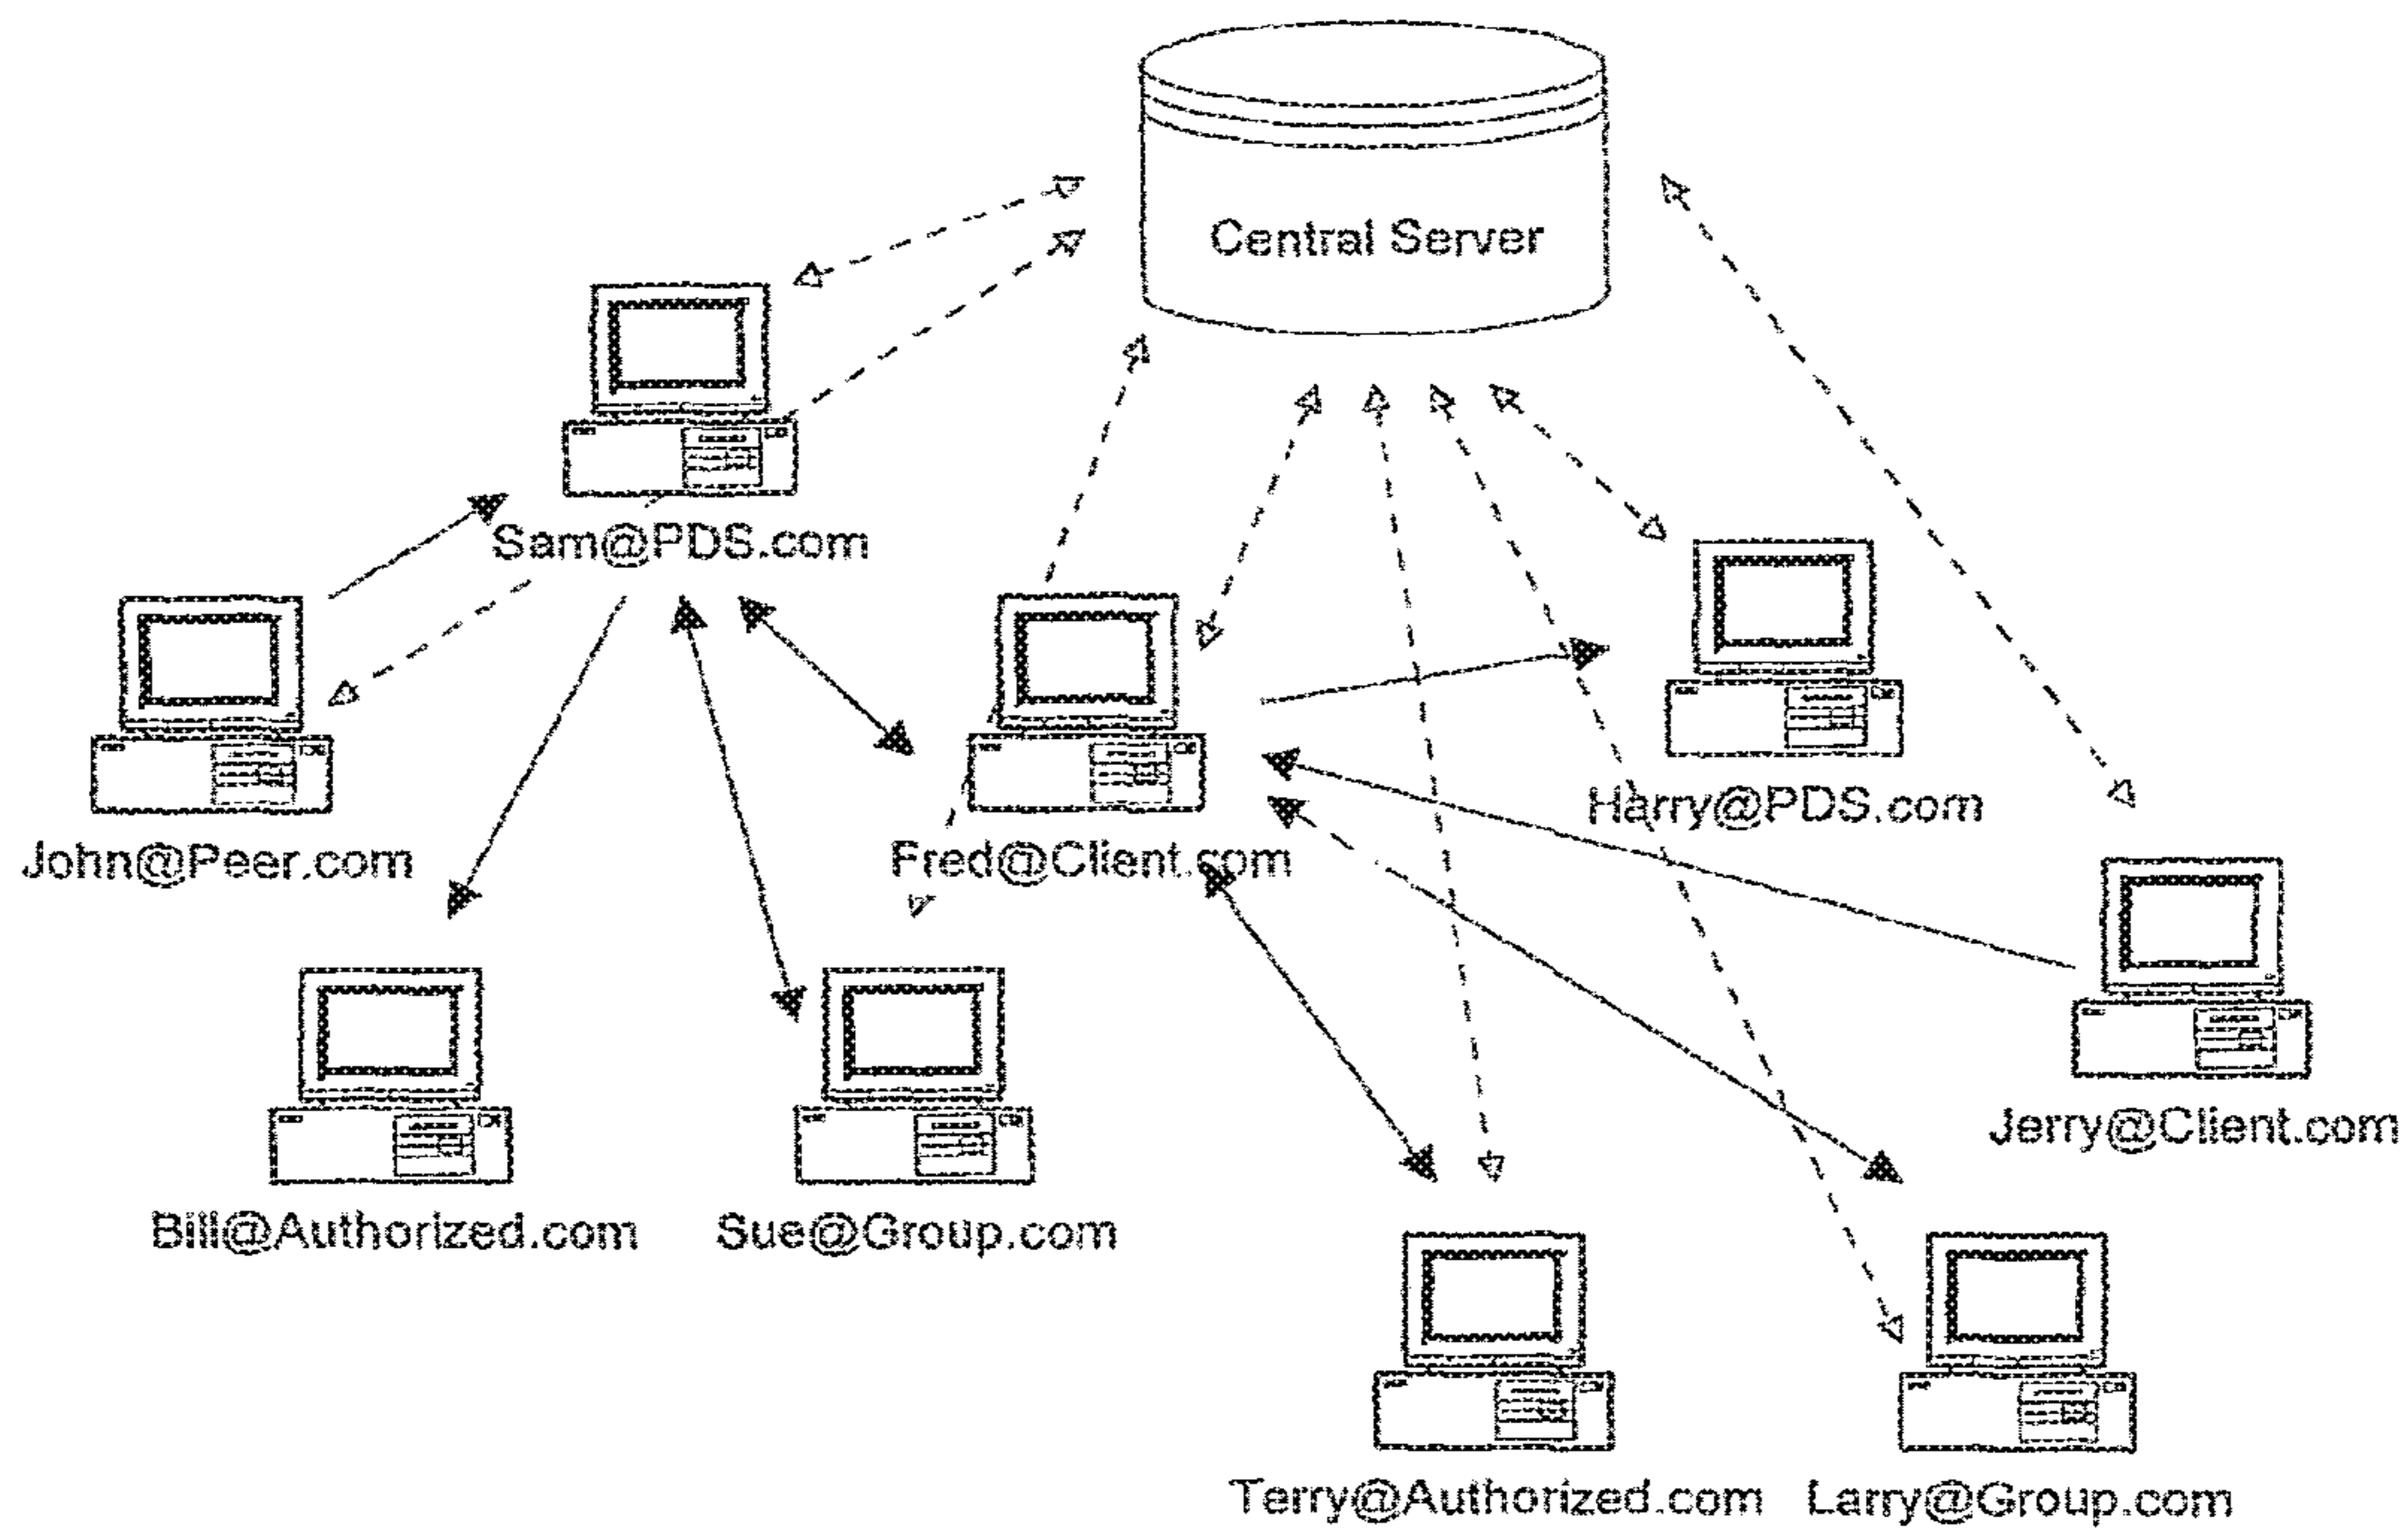 Central Server
Sam@PDS.com
Harry@PDS.com
John@Peer.com
Fred@Client.com
Jerry@Client.com
Bill@Authorized.com
Sue@Group.com
Terry@Authorized.com
Larry@Group.com